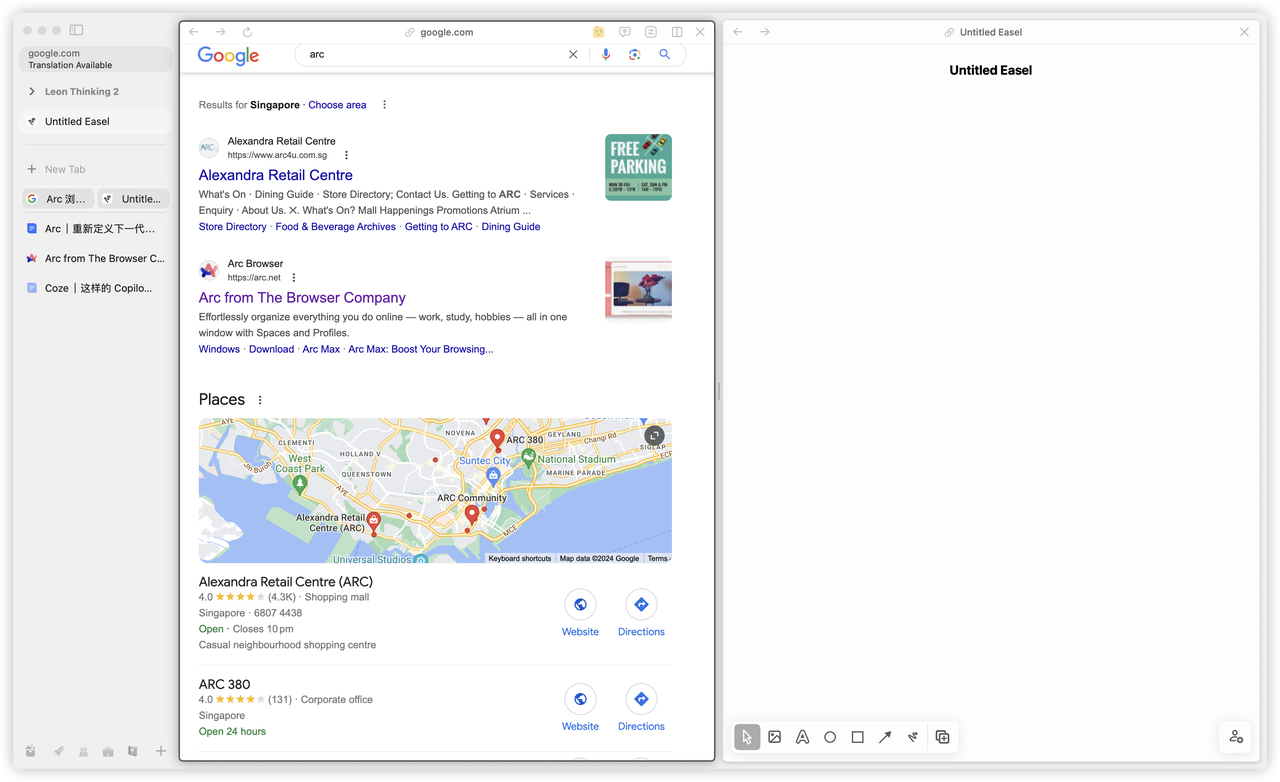 google.com
Translation Available
Leon Thinking 2
Untitled Easel
New Tab
Arc 浏...
Untitle...
Arc｜重新定义下一代...
Arc from The Browser C...
Coze｜这样的 Copilo...
google.com
Google
arc
Results for Singapore · Choose area
ARC
Alexandra Retail Centre
https://www.arc4u.com.sg
Alexandra Retail Centre
What's On · Dining Guide · Store Directory; Contact Us. Getting to ARC · Services ·
Enquiry · About Us. X. What's On? Mall Happenings Promotions Atrium ...
Store Directory · Food & Beverage Archives · Getting to ARC · Dining Guide
FREE
PARKING
Arc Browser
https://arc.net
Arc from The Browser Company
Effortlessly organize everything you do online — work, study, hobbies — all in one
window with Spaces and Profiles.
Windows · Download · Arc Max · Arc Max: Boost Your Browsing...
Places
AYE
CLEMENTI
West
Coast Park
HOLLAND V
QUEENSTOWN
NOVENA
ARC 380
GEYLANG
Changi Rd
SIGLAP
Suntec City
National Stadium
MARINE PARADE
ECP
ARC Community
Alexandra Retail
Centre (ARC)
MCE
Universal Studios
Keyboard shortcuts
Map data ©2024 Google
Terms
Alexandra Retail Centre (ARC)
4.0 (4.3K) · Shopping mall
Singapore · 6807 4438
Open · Closes 10 pm
Casual neighbourhood shopping centre
Website
Directions
ARC 380
4.0 (131) · Corporate office
Singapore
Open 24 hours
Website
Directions
Untitled Easel
Untitled Easel